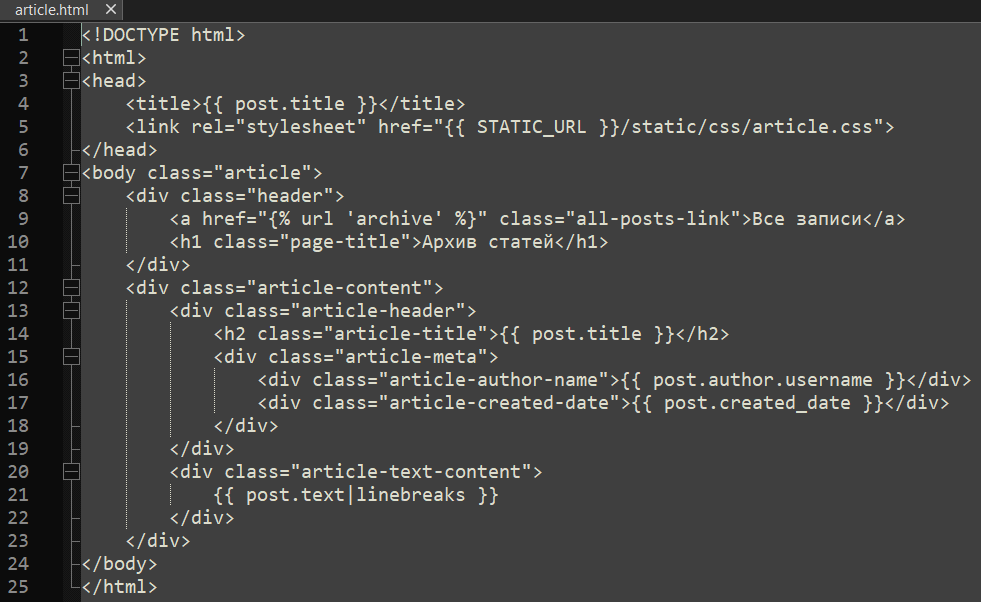 article.html
1 <!DOCTYPE html>
2 <html>
3 <head>
4     <title>{{ post.title }}</title>
5     <link rel="stylesheet" href="{{ STATIC_URL }}/static/css/article.css">
6 </head>
7 <body class="article">
8     <div class="header">
9         <a href="{% url 'archive' %}" class="all-posts-link">Все записи</a>
10         <h1 class="page-title">Архив статей</h1>
11     </div>
12     <div class="article-content">
13         <div class="article-header">
14             <h2 class="article-title">{{ post.title }}</h2>
15             <div class="article-meta">
16                 <div class="article-author-name">{{ post.author.username }}</div>
17                 <div class="article-created-date">{{ post.created_date }}</div>
18             </div>
19         </div>
20         <div class="article-text-content">
21             {{ post.text|linebreaks }}
22         </div>
23     </div>
24 </body>
25 </html>